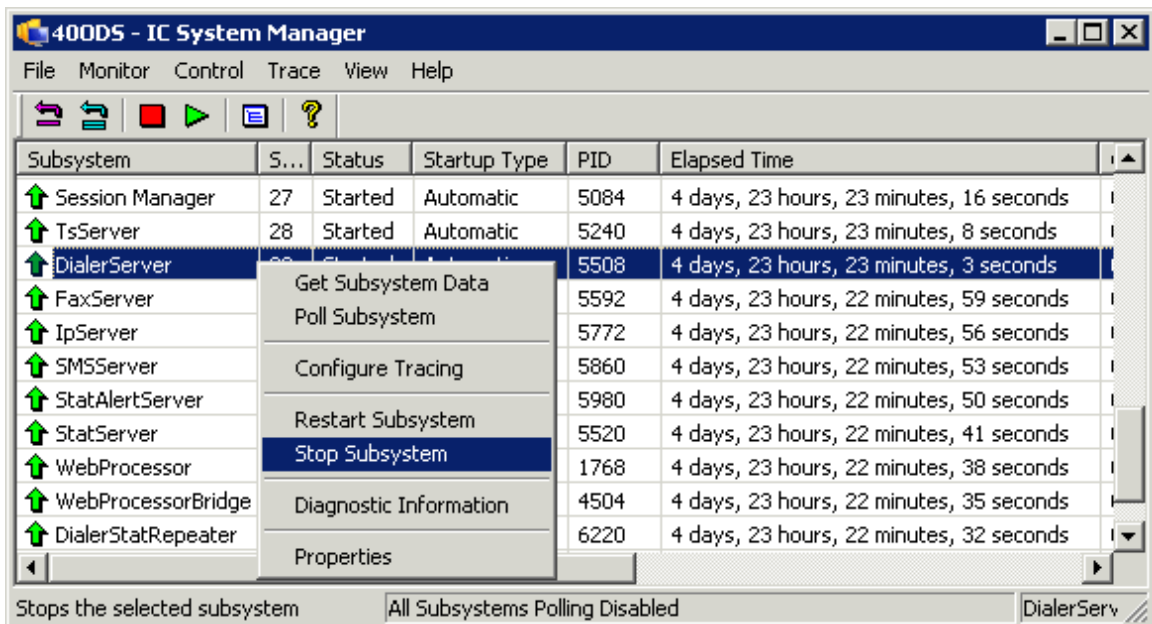 400DS - IC System Manager
File Monitor Control Trace View Help
Subsystem S... Status Startup Type PID Elapsed Time
Session Manager 27 Started Automatic 5084 4 days, 23 hours, 23 minutes, 16 seconds
TsServer 28 Started Automatic 5240 4 days, 23 hours, 23 minutes, 8 seconds
DialerServer 5508 4 days, 23 hours, 23 minutes, 3 seconds
FaxServer 5592 4 days, 23 hours, 22 minutes, 59 seconds
IpServer 5772 4 days, 23 hours, 22 minutes, 56 seconds
SMSServer 5860 4 days, 23 hours, 22 minutes, 53 seconds
StatAlertServer 5980 4 days, 23 hours, 22 minutes, 50 seconds
StatServer 5520 4 days, 23 hours, 22 minutes, 41 seconds
WebProcessor 1768 4 days, 23 hours, 22 minutes, 38 seconds
WebProcessorBridge 4504 4 days, 23 hours, 22 minutes, 35 seconds
DialerStatRepeater 6220 4 days, 23 hours, 22 minutes, 32 seconds
Get Subsystem Data
Poll Subsystem
Configure Tracing
Restart Subsystem
Stop Subsystem
Diagnostic Information
Properties
Stops the selected subsystem All Subsystems Polling Disabled DialerServ